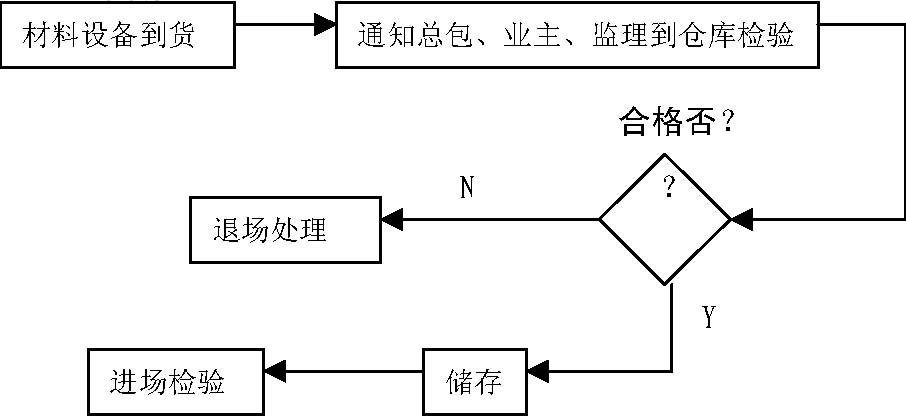 材料设备到货
通知总包、业主、监理到仓库检验
合格否？
？
N
退场处理
Y
进场检验
储存